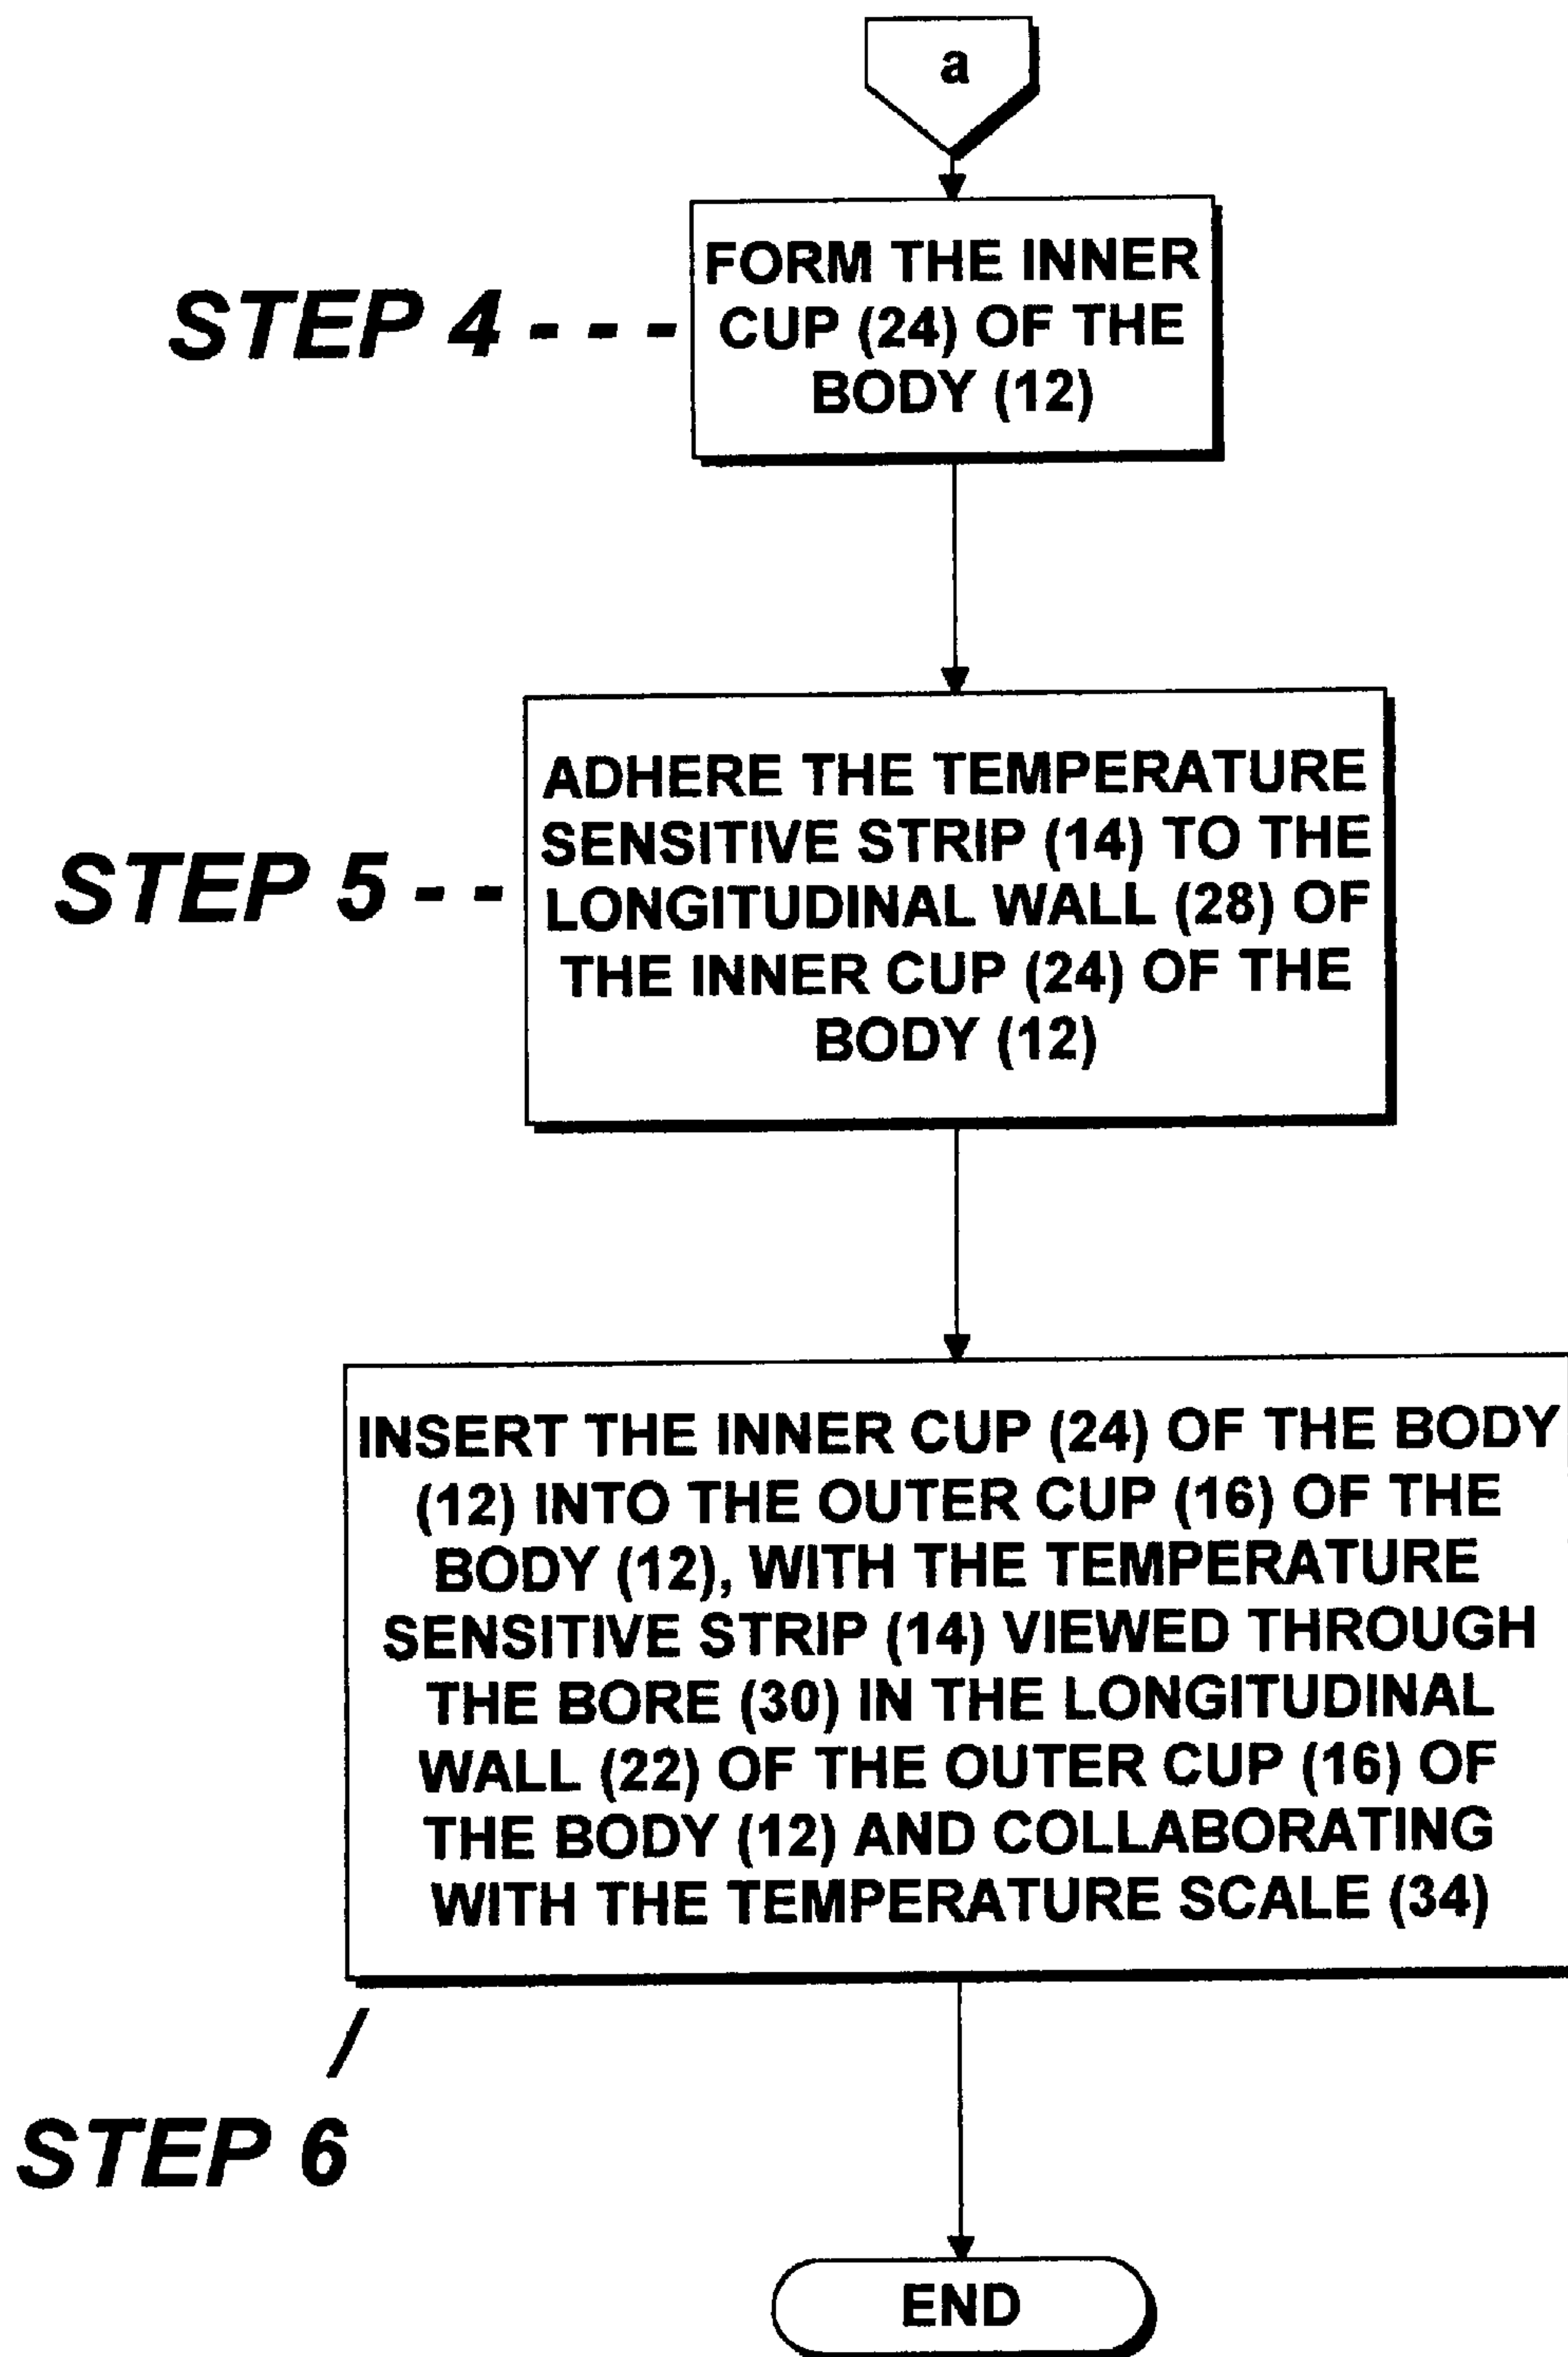 a
STEP 4 - - -
FORM THE INNER
CUP (24) OF THE
BODY (12)
STEP 5 - -
ADHERE THE TEMPERATURE
SENSITIVE STRIP (14) TO THE
LONGITUDINAL WALL (28) OF
THE INNER CUP (24) OF THE
BODY (12)
INSERT THE INNER CUP (24) OF THE BODY
(12) INTO THE OUTER CUP (16) OF THE
BODY (12), WITH THE TEMPERATURE
SENSITIVE STRIP (14) VIEWED THROUGH
THE BORE (30) IN THE LONGITUDINAL
WALL (22) OF THE OUTER CUP (16) OF
THE BODY (12) AND COLLABORATING
WITH THE TEMPERATURE SCALE (34)
STEP 6
END